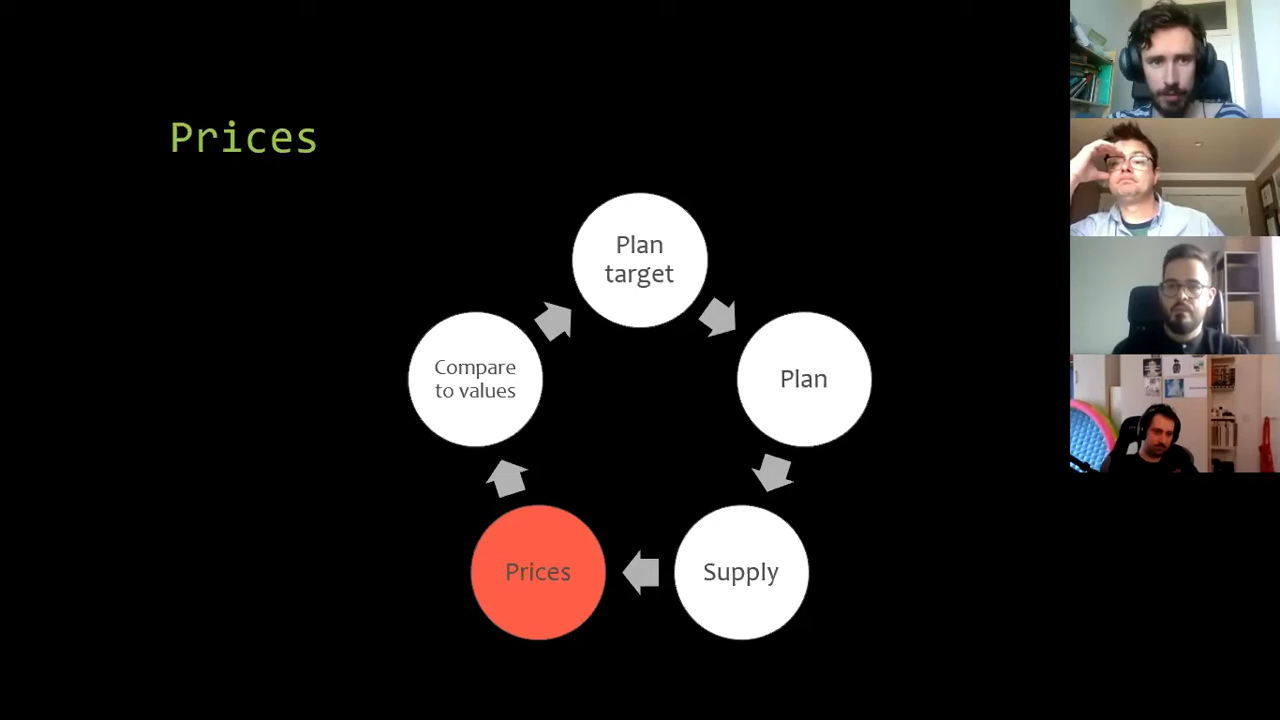 Prices
Plan
target
Compare
to values
Plan
Prices
Supply